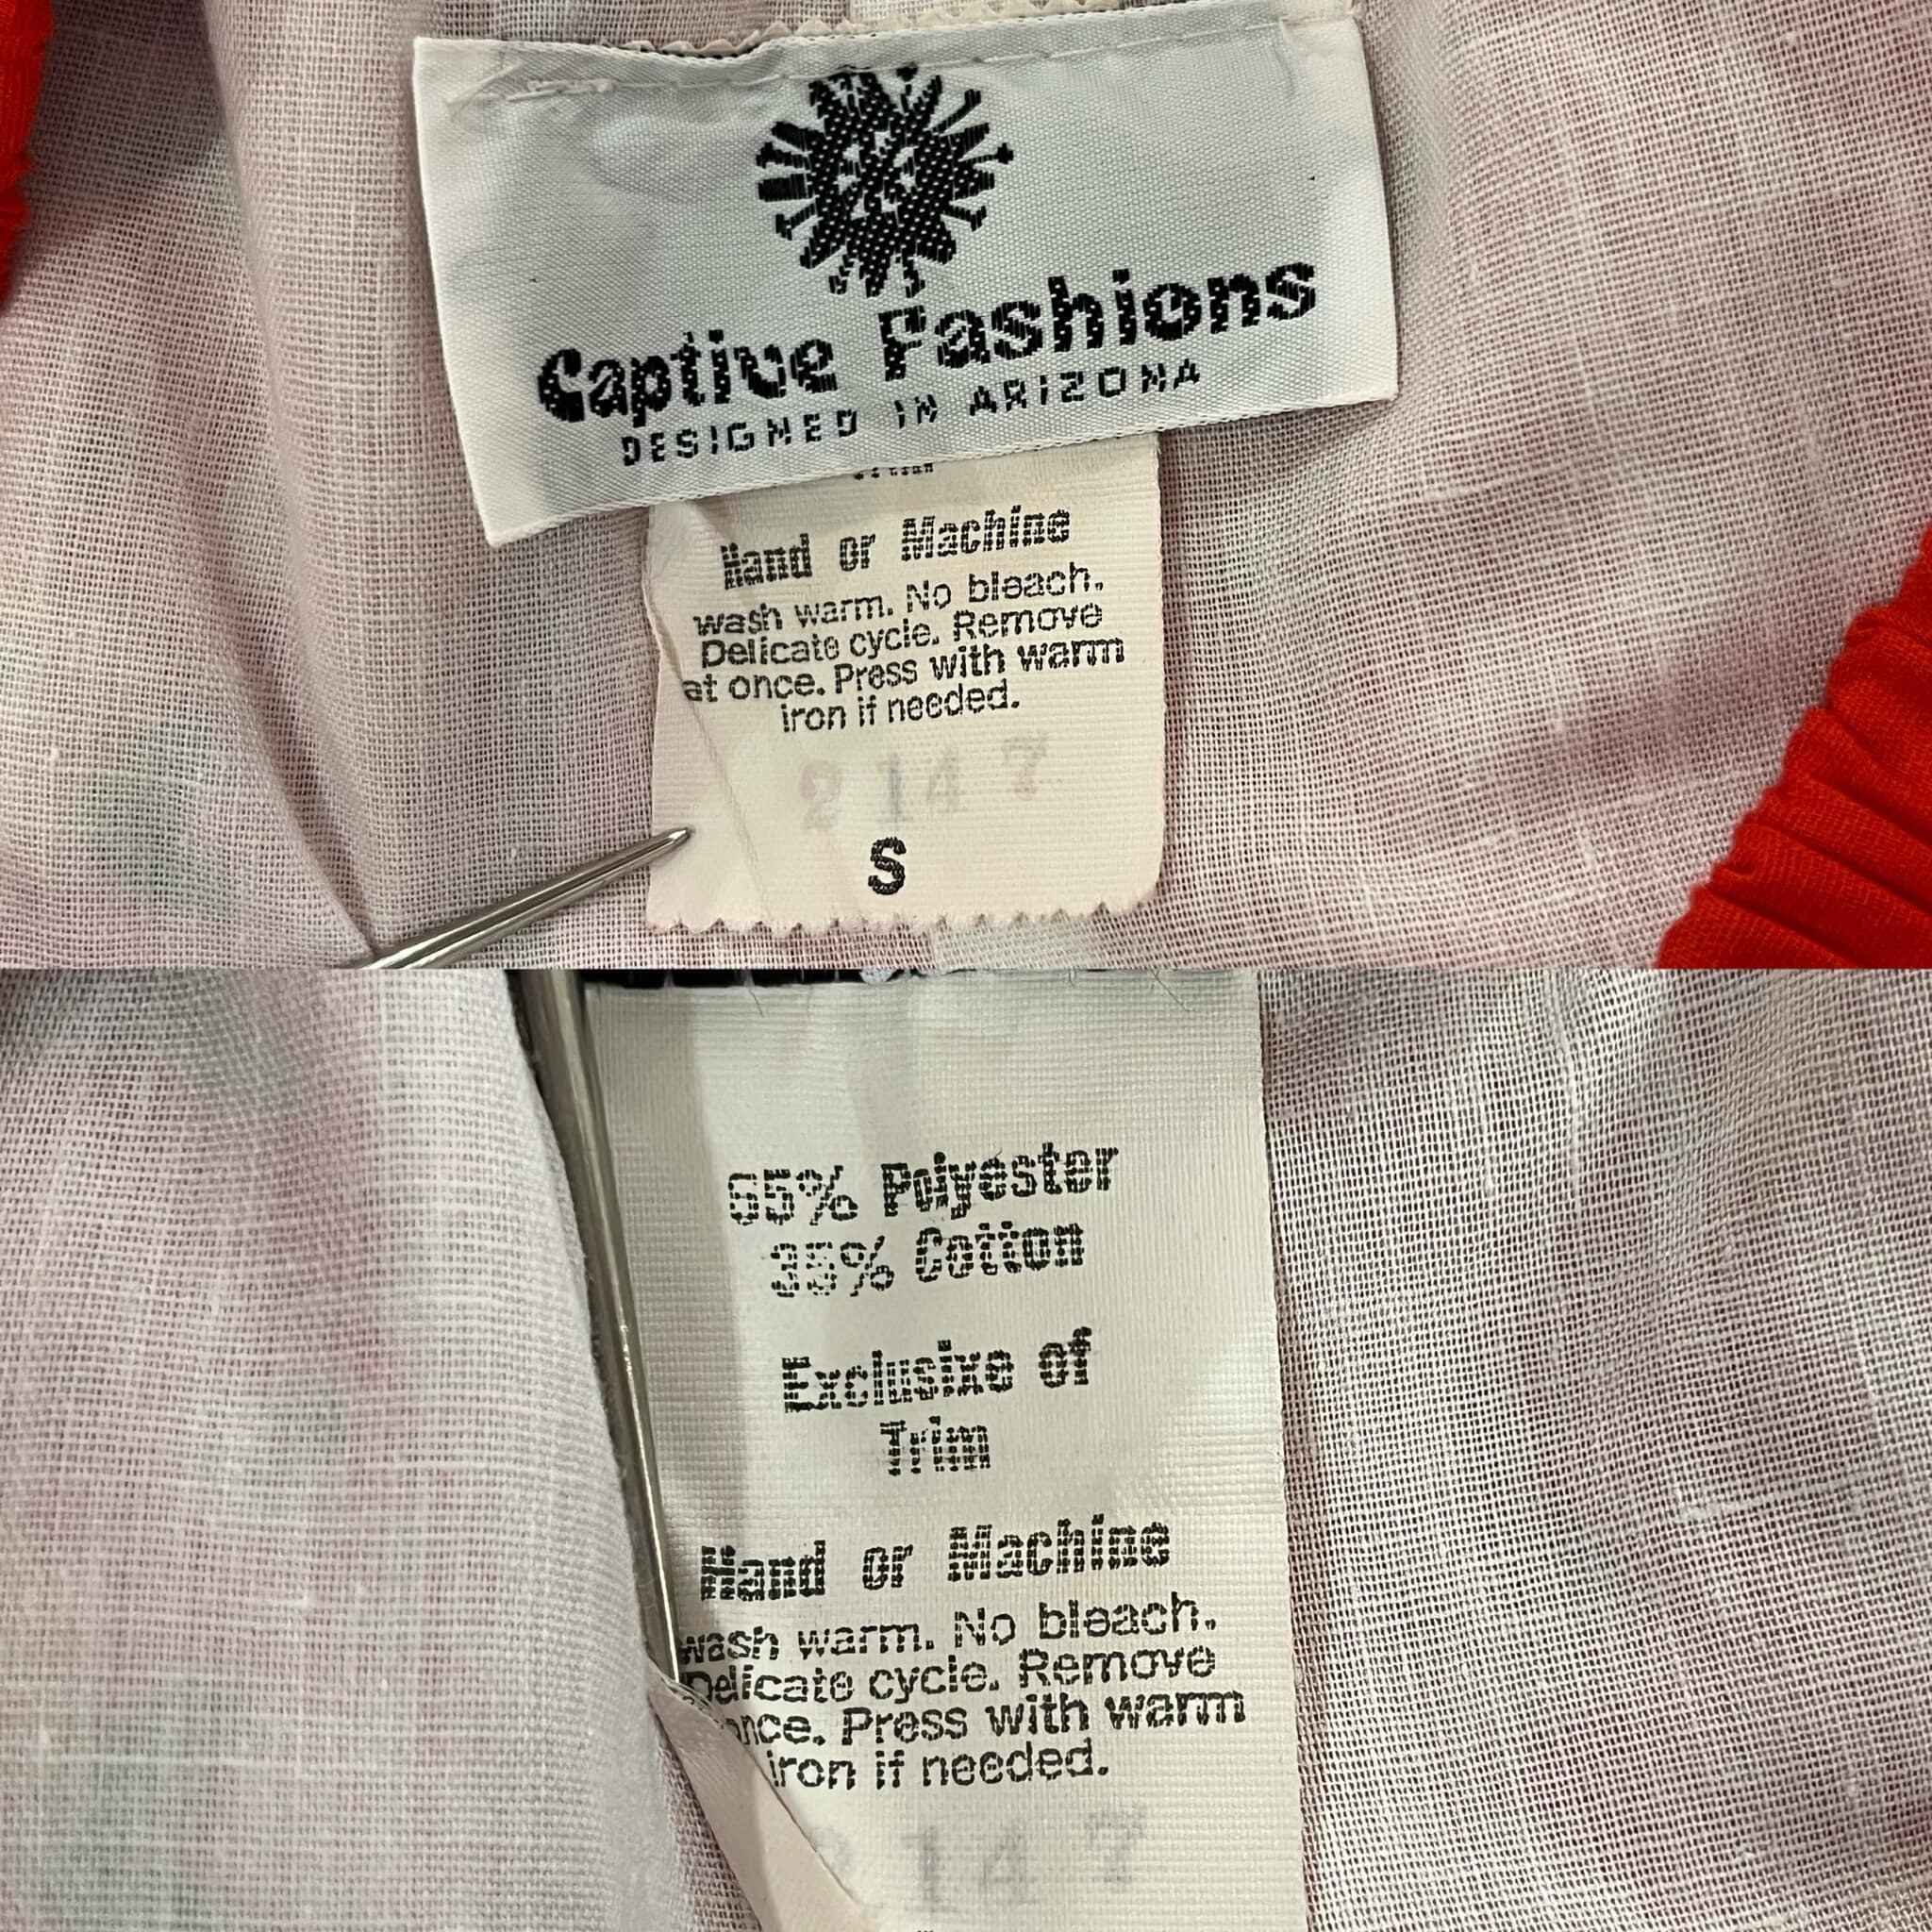 Captive Fashions
DESIGNED IN ARIZONA
Hand or Machine
wash warm. No bleach.
Delicate cycle. Remove
at once. Press with warm
iron if needed.
2147
S
65% Polyester
35% Cotton
Exclusive of
Trim
Hand or Machine
wash warm. No bleach.
Delicate cycle. Remove
once. Press with warm
iron if needed.
2147